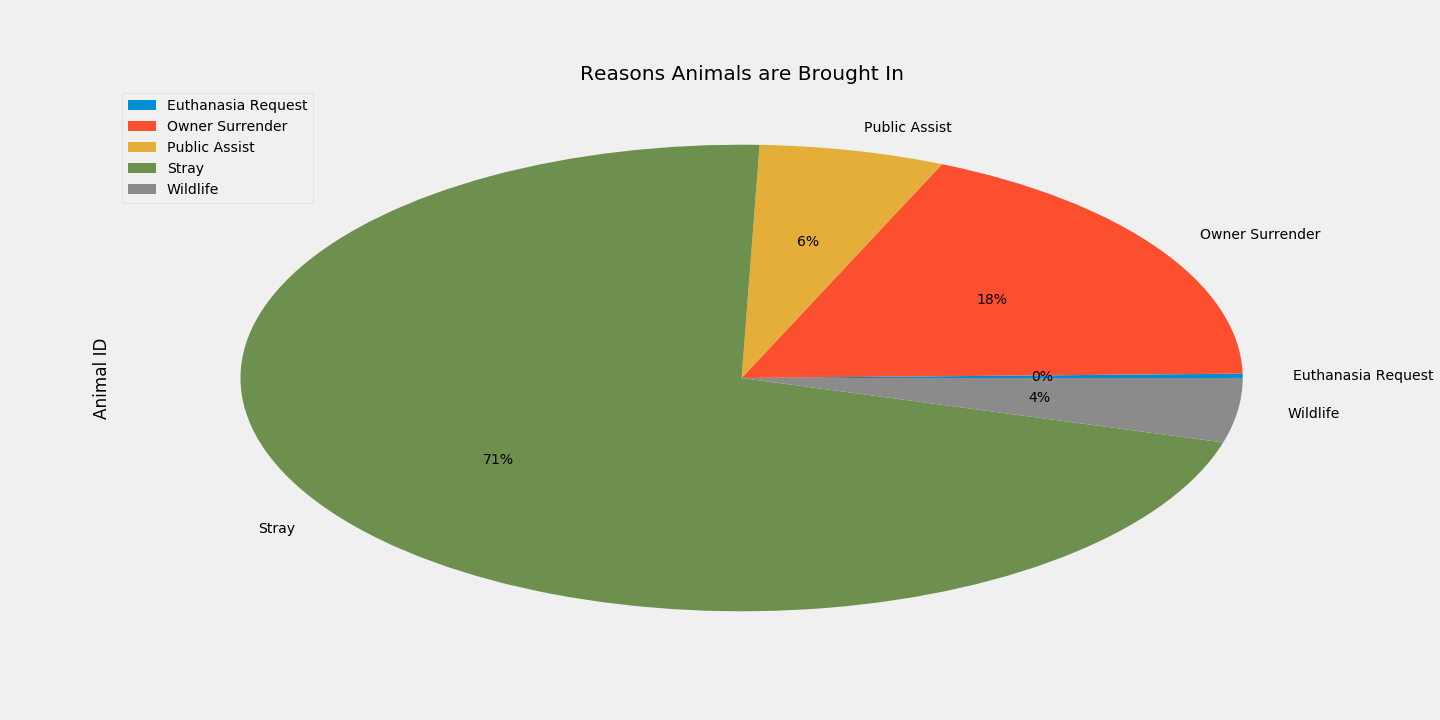 Reasons Animals are Brought In
Euthanasia Request
Owner Surrender
Public Assist
Stray
Wildlife
Public Assist
Owner Surrender
6%
18%
0%
Euthanasia Request
4%
Wildlife
Animal ID
71%
Stray